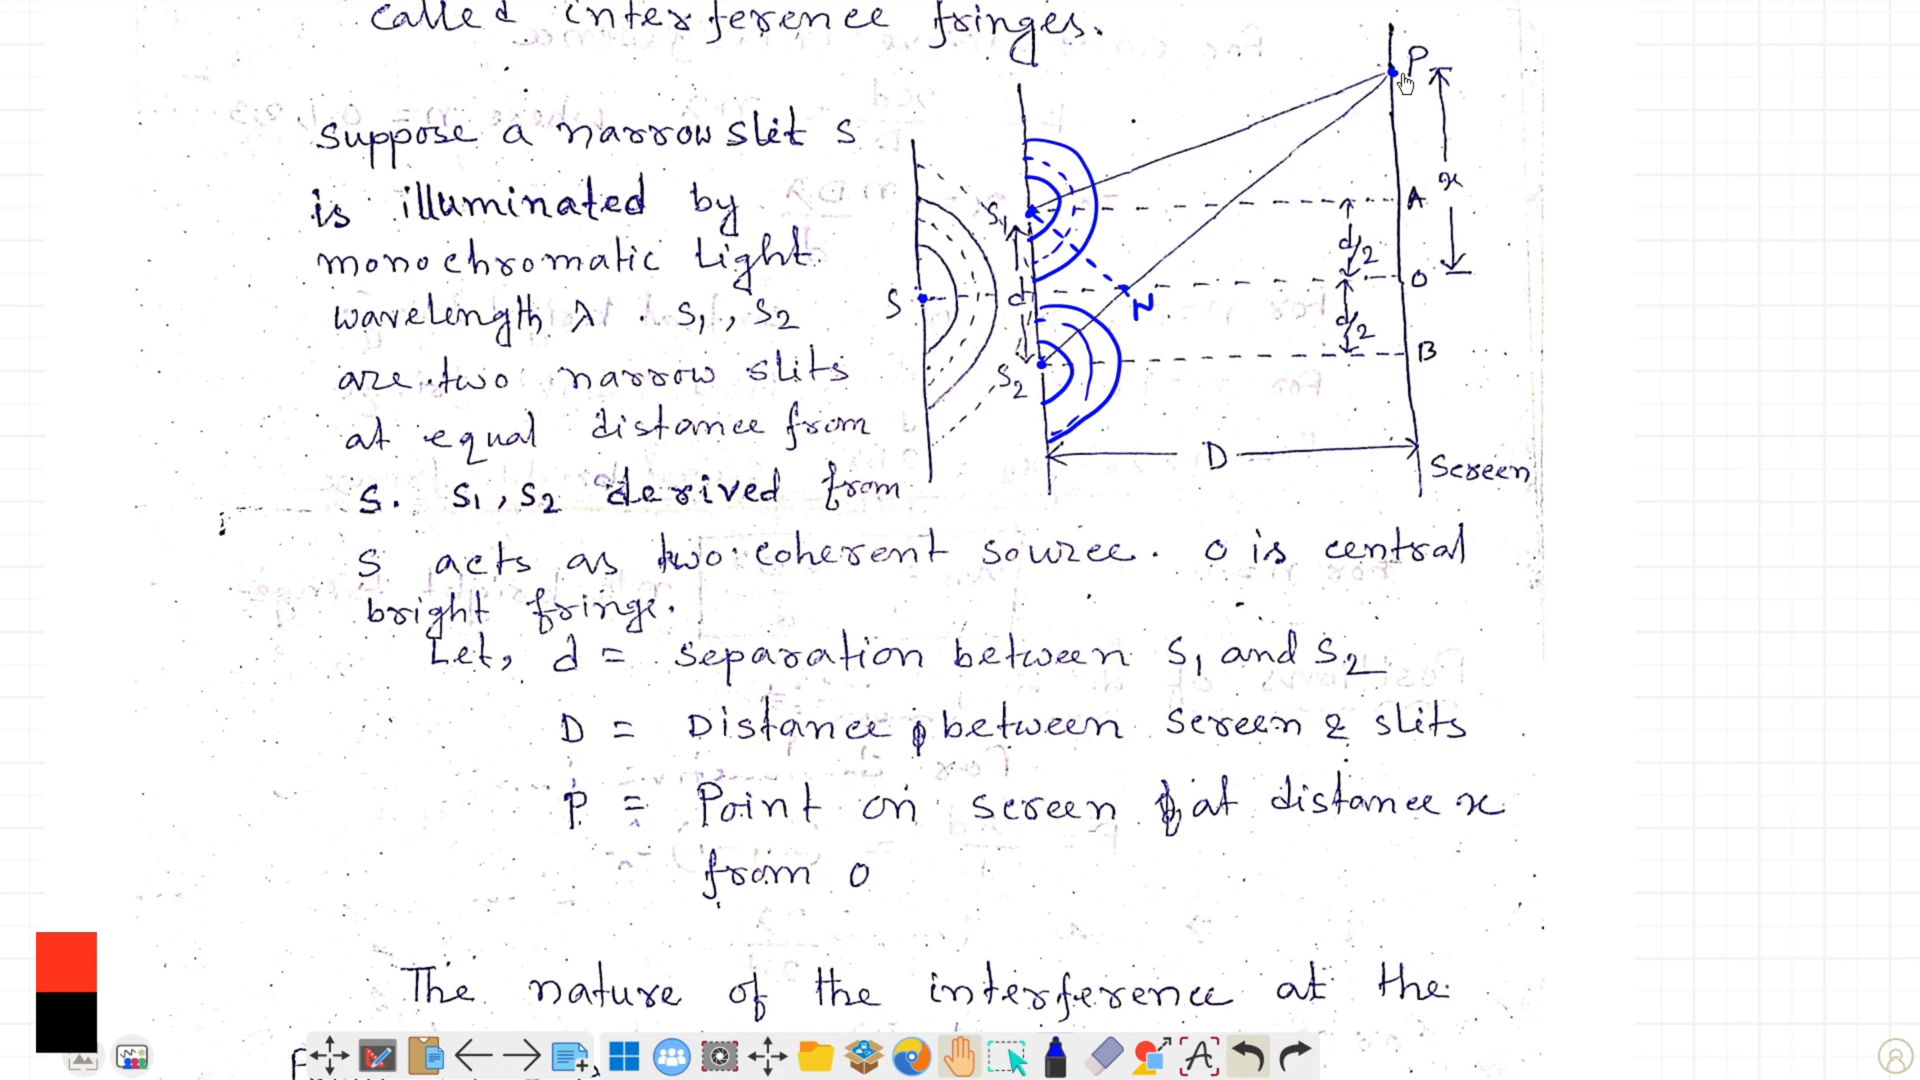 called interference fringes.
suppose a narrow slit s
is illuminated by
monochromatic light
wavelength λ . S1, S2
are two narrow slits
at equal distance from
S. S1, S2 derived from
S acts as two coherent source. O is central
bright fringe.
Let, d = separation between S1 and S2
D = Distance between screen & slits
P = Point on screen at distance x
from O
The nature of the interference at the
P
A
x
S1
d/2
S
d
O
N
d/2
B
S2
D
Screen